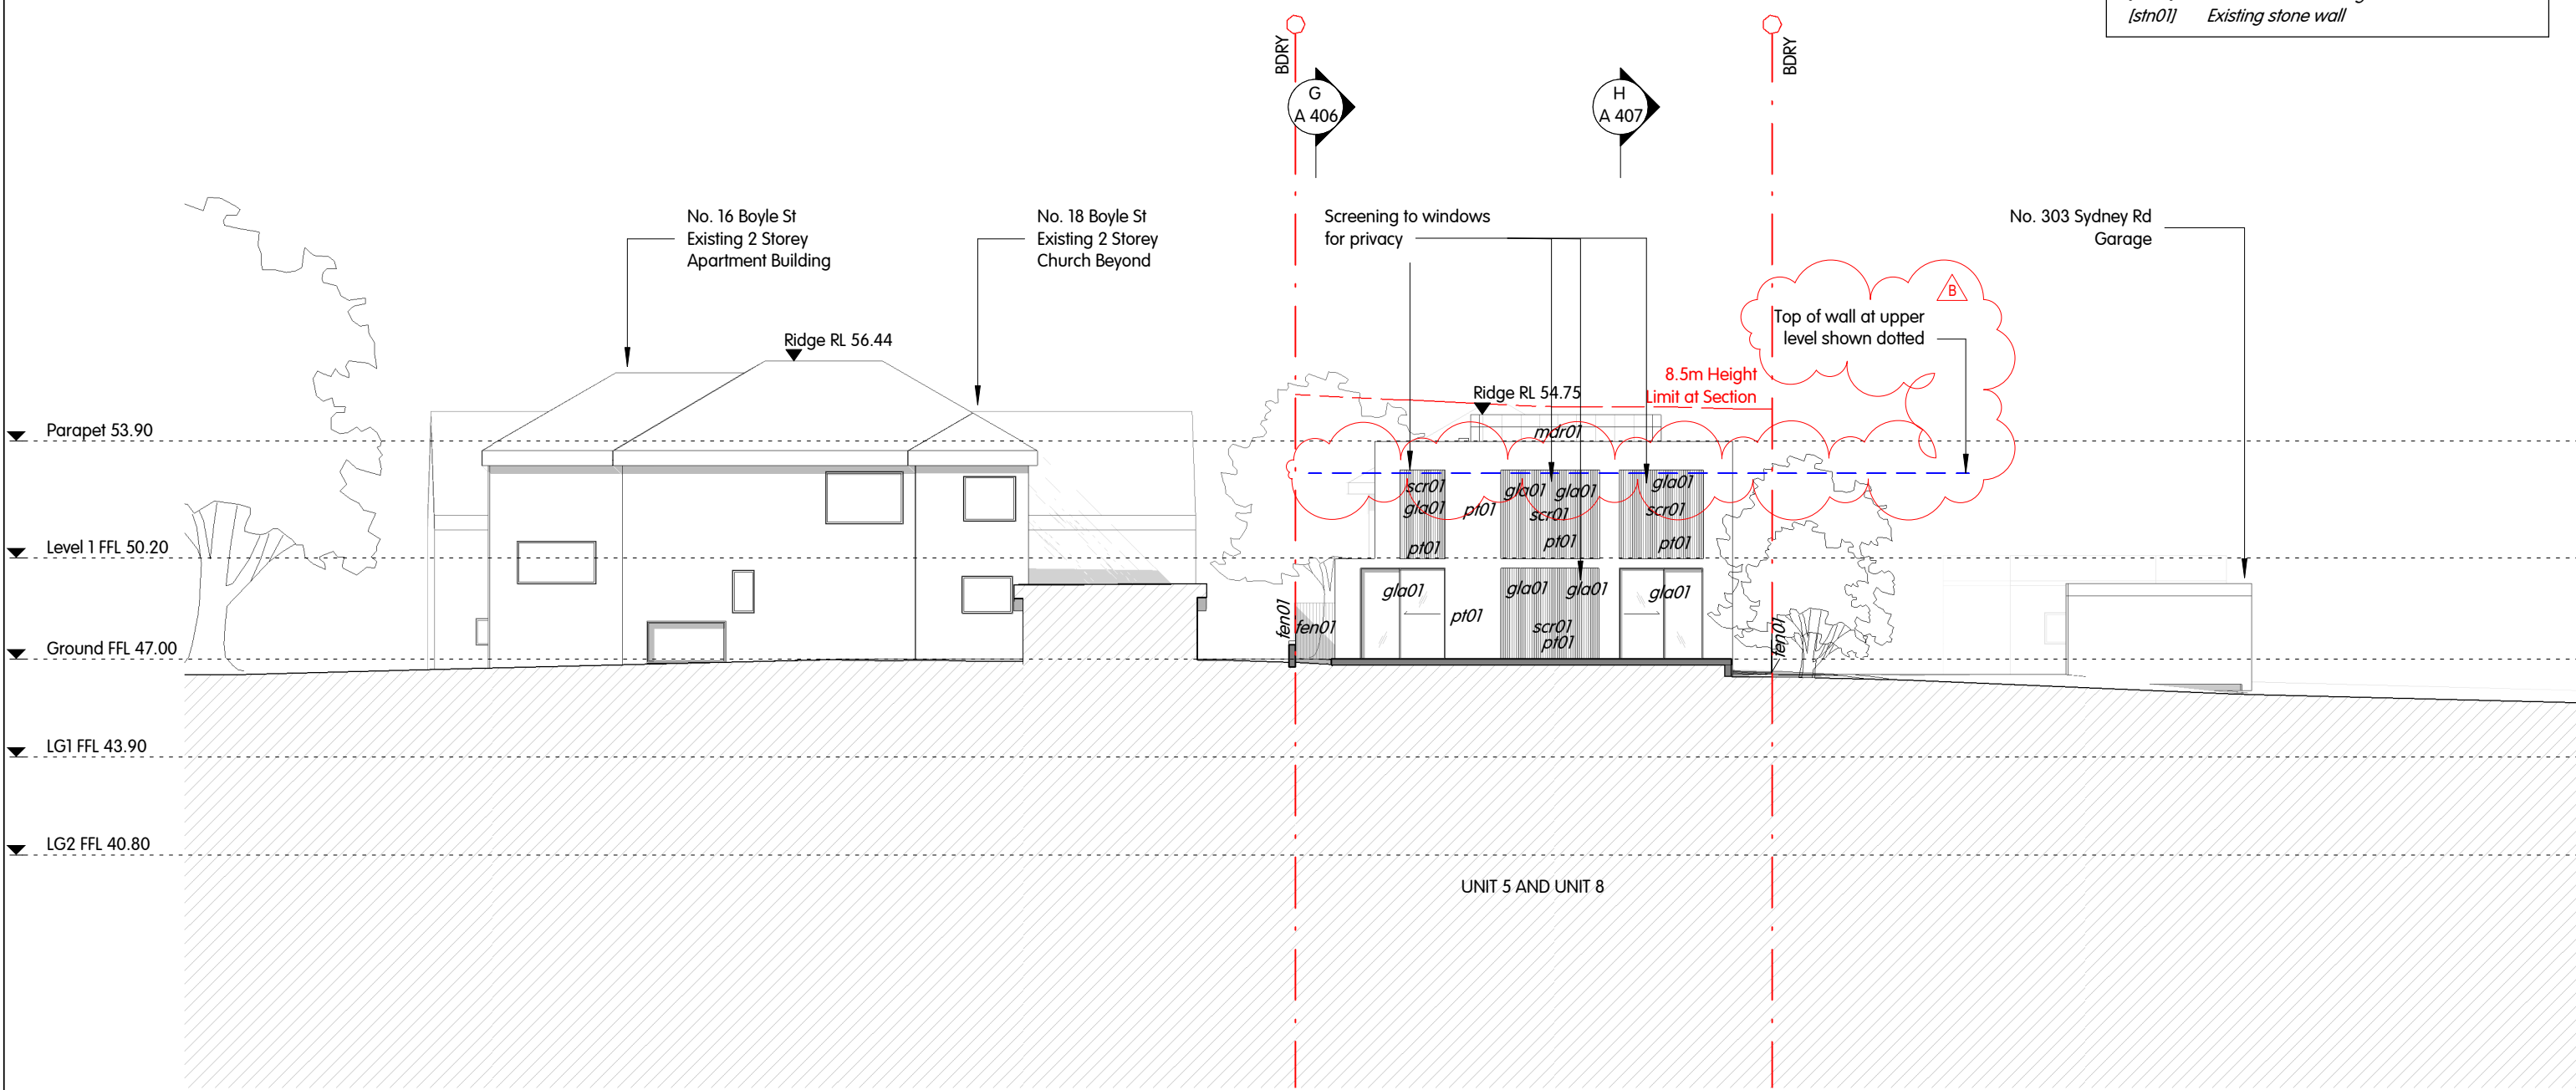 [stn01] Existing stone wall
BDRY
BDRY
G
A 406
H
A 407
No. 16 Boyle St
Existing 2 Storey
Apartment Building
No. 18 Boyle St
Existing 2 Storey
Church Beyond
Screening to windows
for privacy
No. 303 Sydney Rd
Garage
B
Top of wall at upper
level shown dotted
Ridge RL 56.44
8.5m Height
Limit at Section
Ridge RL 54.75
Parapet 53.90
mdr01
scr01
gla01
pt01
pt01
gla01 gla01
scr01
pt01
gla01
scr01
pt01
Level 1 FFL 50.20
gla01
pt01
gla01 gla01
scr01
pt01
gla01
fen01
fen01
fen01
Ground FFL 47.00
LG1 FFL 43.90
LG2 FFL 40.80
UNIT 5 AND UNIT 8